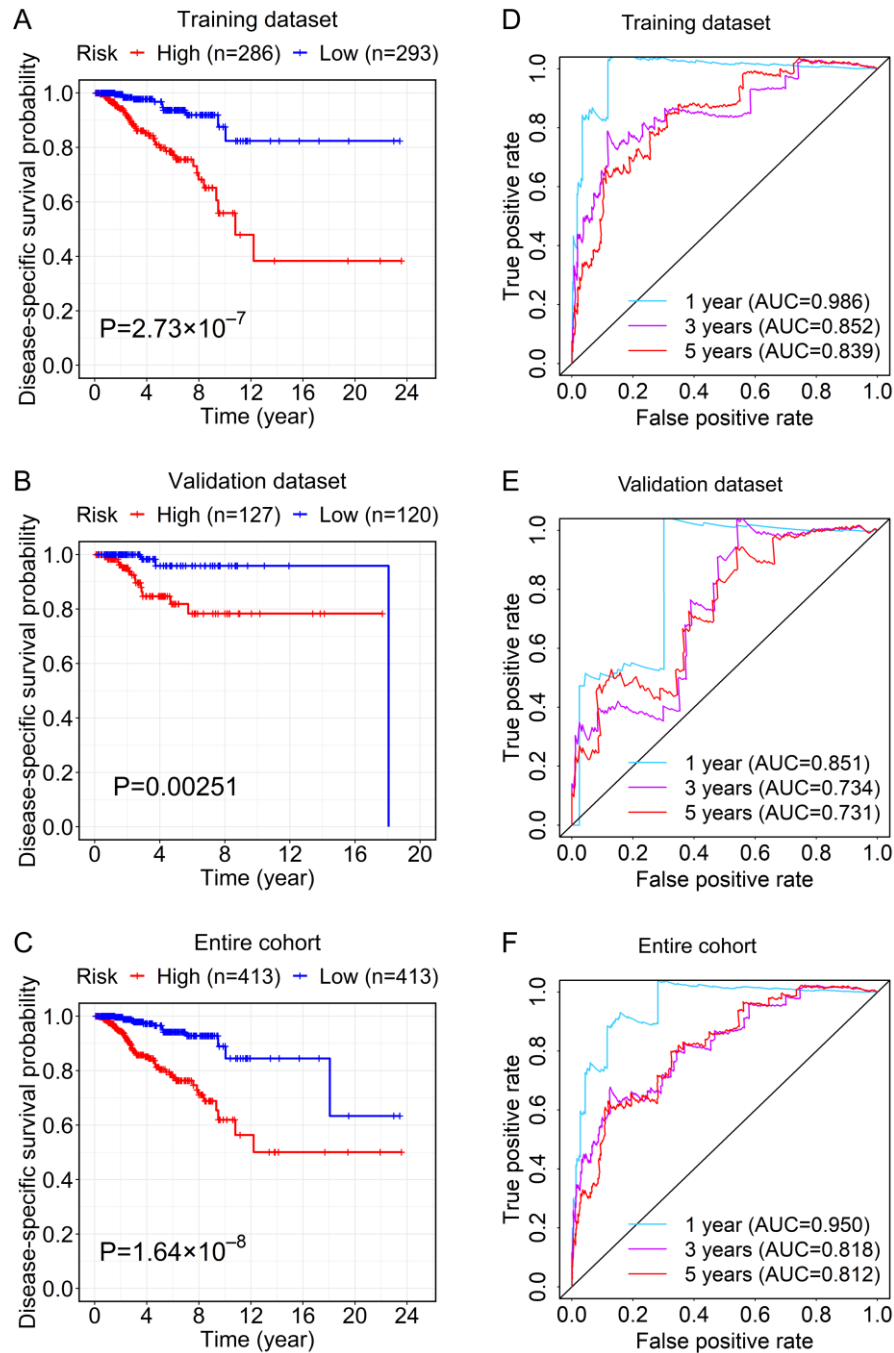 A
Training dataset
Risk High (n=286) Low (n=293)
Disease-specific survival probability
1.0
0.8
0.6
0.4
0.2
0.0
P=2.73×10⁻⁷
0 4 8 12 16 20 24
Time (year)
D
Training dataset
True positive rate
1.0
0.8
0.6
0.4
0.2
0.0
1 year (AUC=0.986)
3 years (AUC=0.852)
5 years (AUC=0.839)
0.0 0.2 0.4 0.6 0.8 1.0
False positive rate
B
Validation dataset
Risk High (n=127) Low (n=120)
Disease-specific survival probability
1.0
0.8
0.6
0.4
0.2
0.0
P=0.00251
0 4 8 12 16 20
Time (year)
E
Validation dataset
True positive rate
1.0
0.8
0.6
0.4
0.2
0.0
1 year (AUC=0.851)
3 years (AUC=0.734)
5 years (AUC=0.731)
0.0 0.2 0.4 0.6 0.8 1.0
False positive rate
C
Entire cohort
Risk High (n=413) Low (n=413)
Disease-specific survival probability
1.0
0.8
0.6
0.4
0.2
0.0
P=1.64×10⁻⁸
0 4 8 12 16 20 24
Time (year)
F
Entire cohort
True positive rate
1.0
0.8
0.6
0.4
0.2
0.0
1 year (AUC=0.950)
3 years (AUC=0.818)
5 years (AUC=0.812)
0.0 0.2 0.4 0.6 0.8 1.0
False positive rate